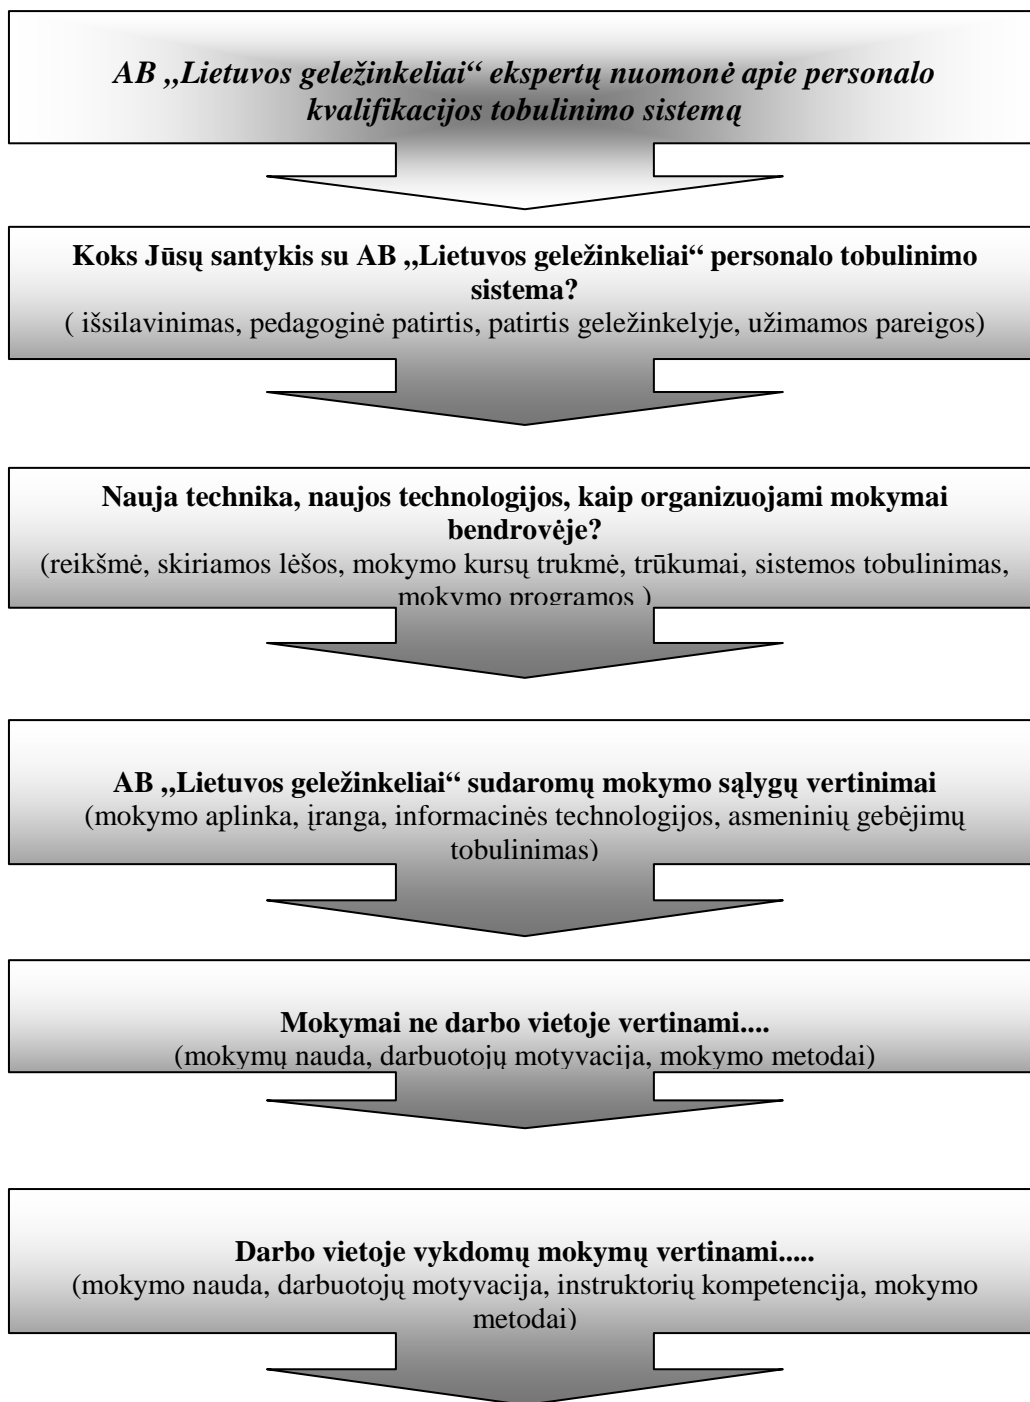 AB „Lietuvos geležinkeliai“ ekspertų nuomonė apie personalo
kvalifikacijos tobulinimo sistemą
Koks Jūsų santykis su AB „Lietuvos geležinkeliai“ personalo tobulinimo
sistema?
( išsilavinimas, pedagoginė patirtis, patirtis geležinkelyje, užimamos pareigos)
Nauja technika, naujos technologijos, kaip organizuojami mokymai
bendrovėje?
(reikšmė, skiriamos lėšos, mokymo kursų trukmė, trūkumai, sistemos tobulinimas,
mokymo programos )
AB „Lietuvos geležinkeliai“ sudaromų mokymo sąlygų vertinimai
(mokymo aplinka, įranga, informacinės technologijos, asmeninių gebėjimų
tobulinimas)
Mokymai ne darbo vietoje vertinami....
(mokymų nauda, darbuotojų motyvacija, mokymo metodai)
Darbo vietoje vykdomų mokymų vertinami.....
(mokymo nauda, darbuotojų motyvacija, instruktorių kompetencija, mokymo
metodai)